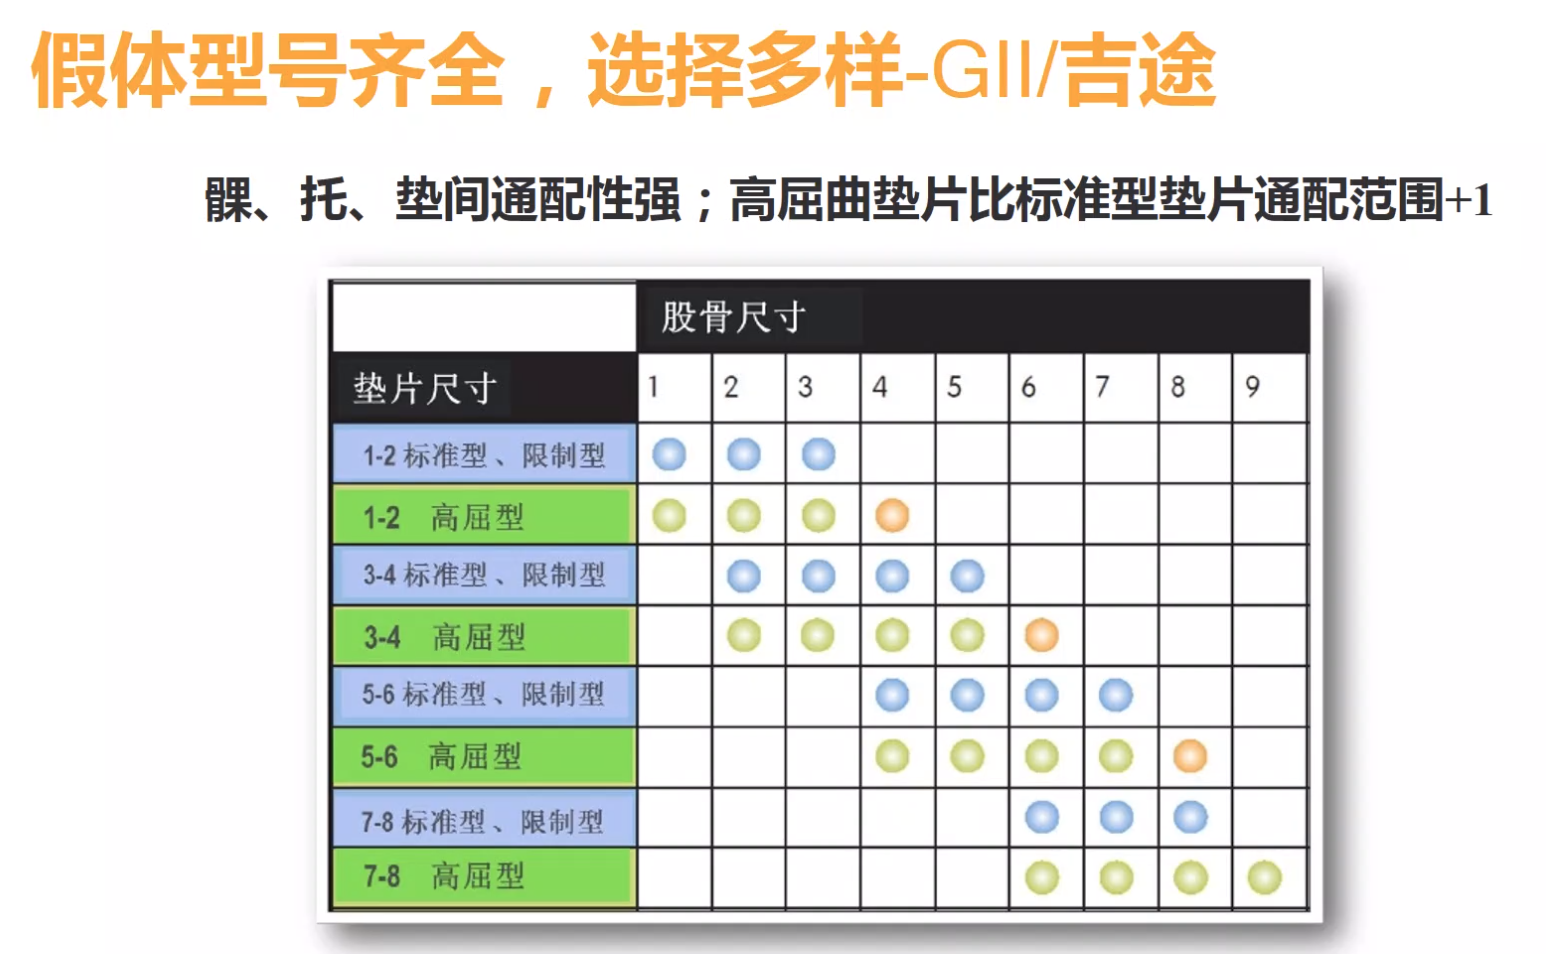 假体型号齐全，选择多样-GII/吉途
髁、托、垫间通配性强；高屈曲垫片比标准型垫片通配范围+1
股骨尺寸
垫片尺寸 1 2 3 4 5 6 7 8 9
1-2 标准型、限制型
1-2 高屈型
3-4 标准型、限制型
3-4 高屈型
5-6 标准型、限制型
5-6 高屈型
7-8 标准型、限制型
7-8 高屈型